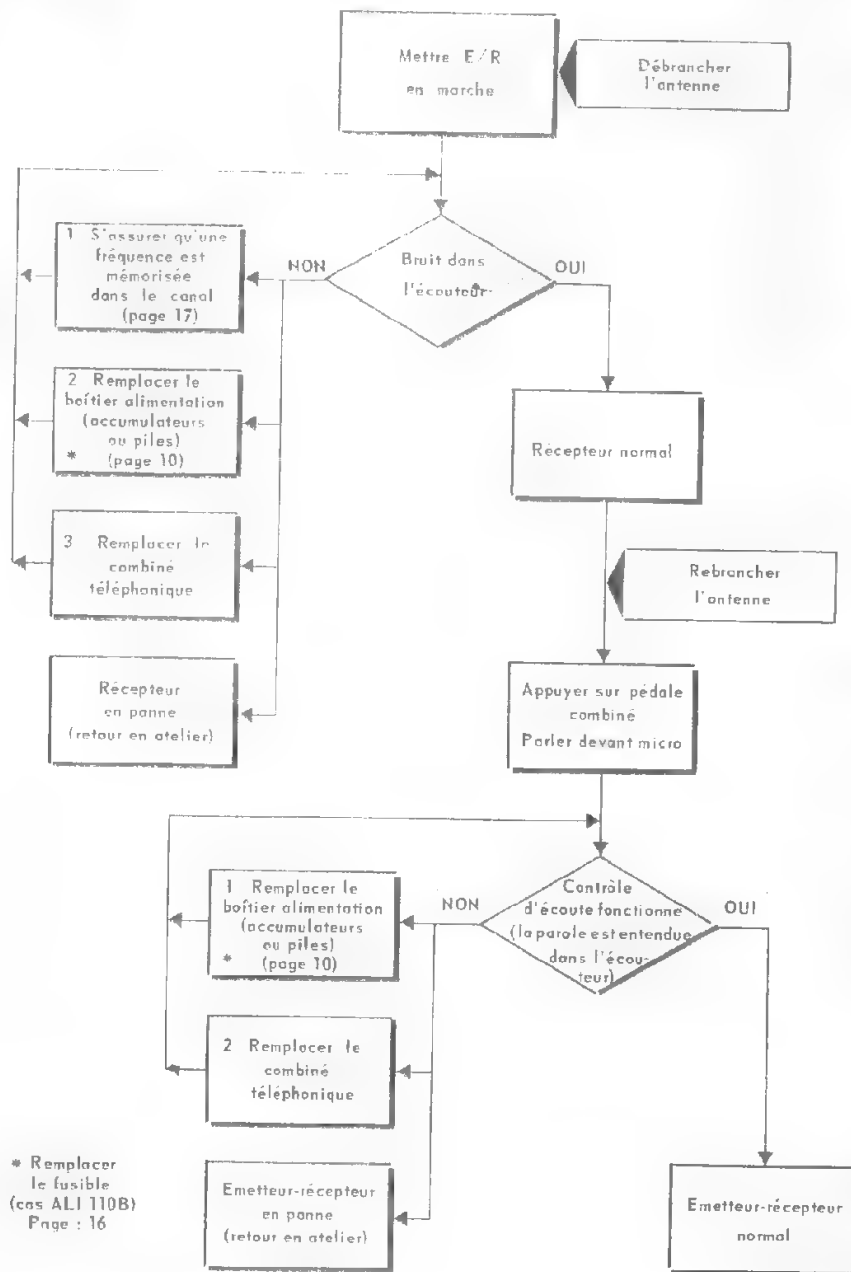 Mettre E/R
en marche
Débrancher
l'antenne
1 S'assurer qu'une
fréquence est
mémorisée
dans le canal
(page 17)
NON
Bruit dans
l'écouteur
OUI
2 Remplacer le
boîtier alimentation
(accumulateurs
ou piles)
* (page 10)
Récepteur normal
3 Remplacer le
combiné
téléphonique
Rebrancher
l'antenne
Récepteur
en panne
(retour en atelier)
Appuyer sur pédale
combiné
Parler devant micro
1 Remplacer le
boîtier alimentation
(accumulateurs
ou piles)
* (page 10)
NON
Contrôle
d'écoute fonctionne
(la parole est entendue
dans l'écou-
teur)
OUI
2 Remplacer le
combiné
téléphonique
* Remplacer
le fusible
(cas ALI 110B)
Page : 16
Emetteur-récepteur
en panne
(retour en atelier)
Emetteur-récepteur
normal